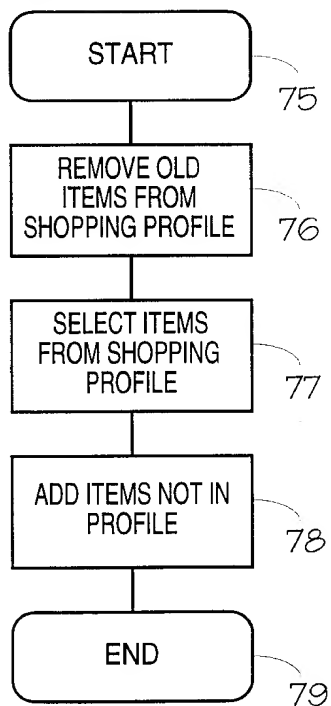 START
75
REMOVE OLD
ITEMS FROM
SHOPPING PROFILE
76
SELECT ITEMS
FROM SHOPPING
PROFILE
77
ADD ITEMS NOT IN
PROFILE
78
END
79